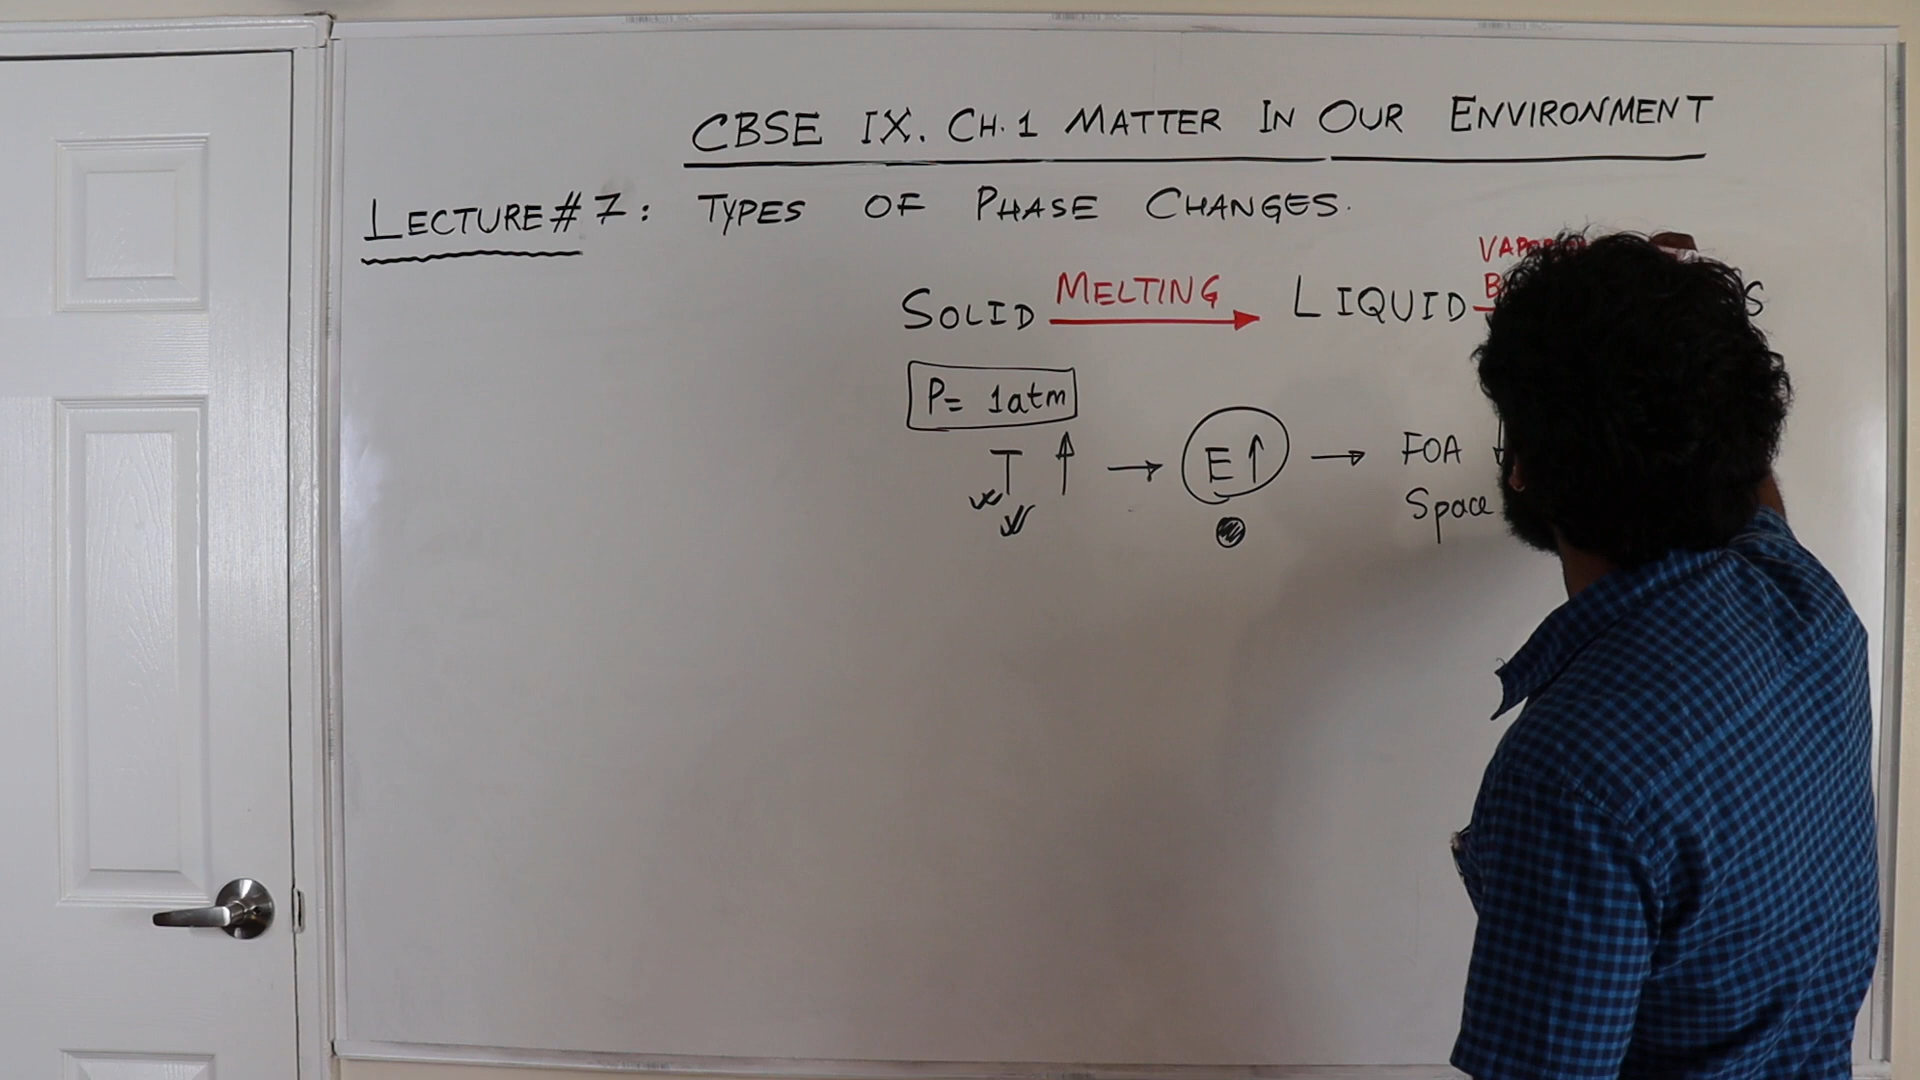 CBSE IX. CH. 1 MATTER IN OUR ENVIRONMENT
LECTURE # 7: TYPES OF PHASE CHANGES.
SOLID MELTING LIQUID
P= 1atm
T ↑ → E↑ → FOA
Space